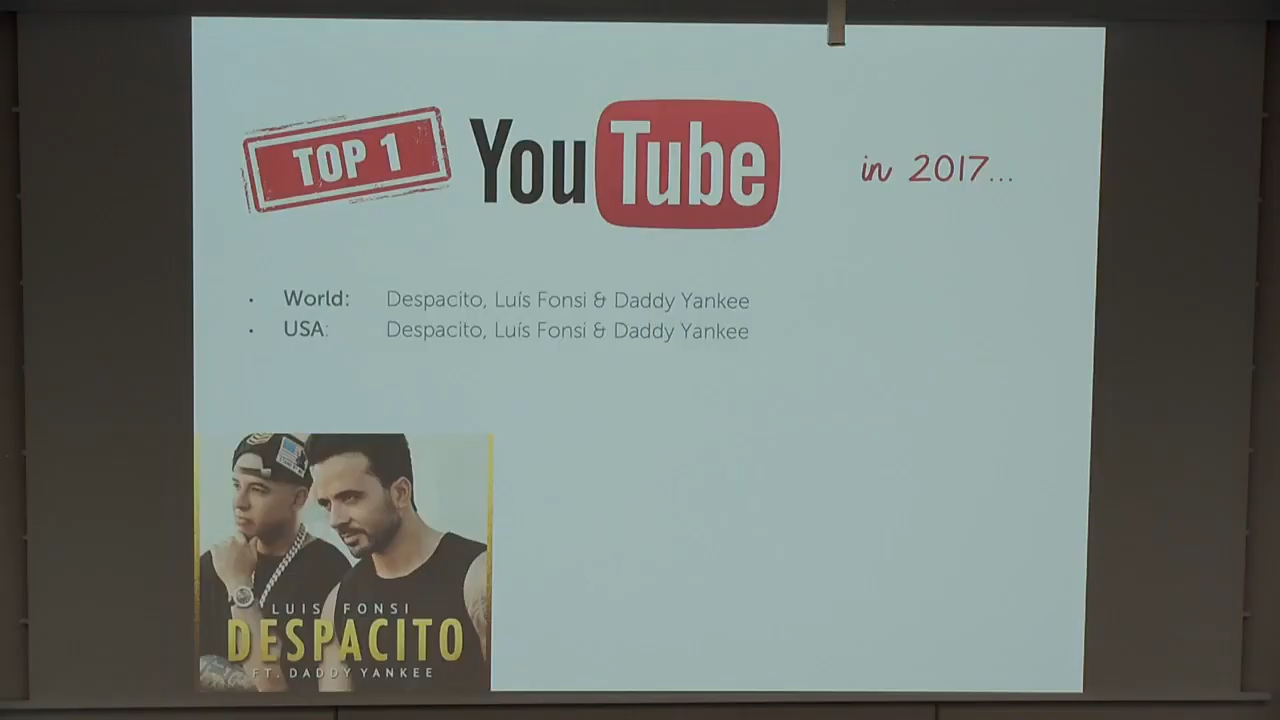 TOP 1 YouTube in 2017...
• World: Despacito, Luís Fonsi & Daddy Yankee
• USA: Despacito, Luís Fonsi & Daddy Yankee
LUIS FONSI
DESPACITO
FT. DADDY YANKEE